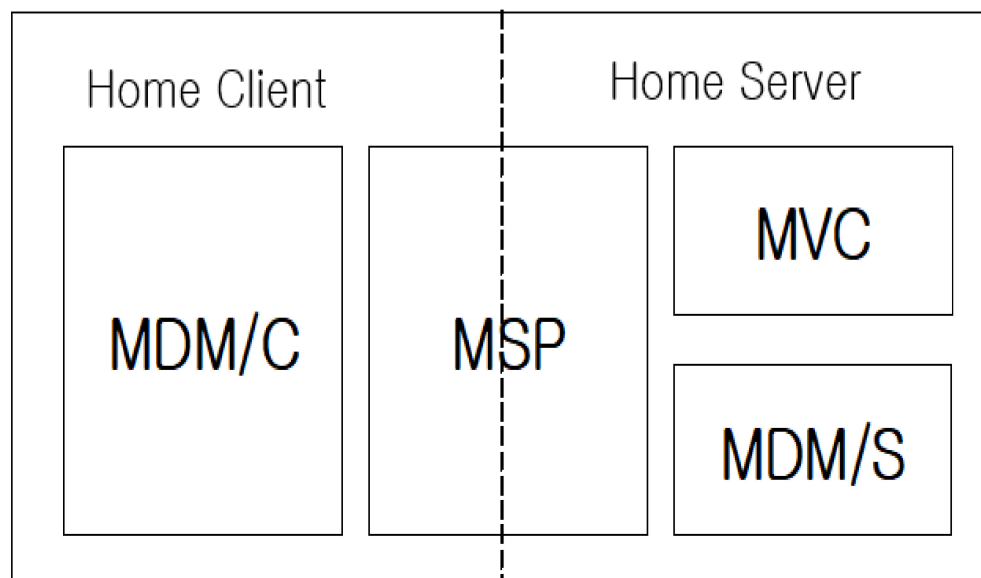 Home Client
Home Server
MDM/C
MSP
MVC
MDM/S